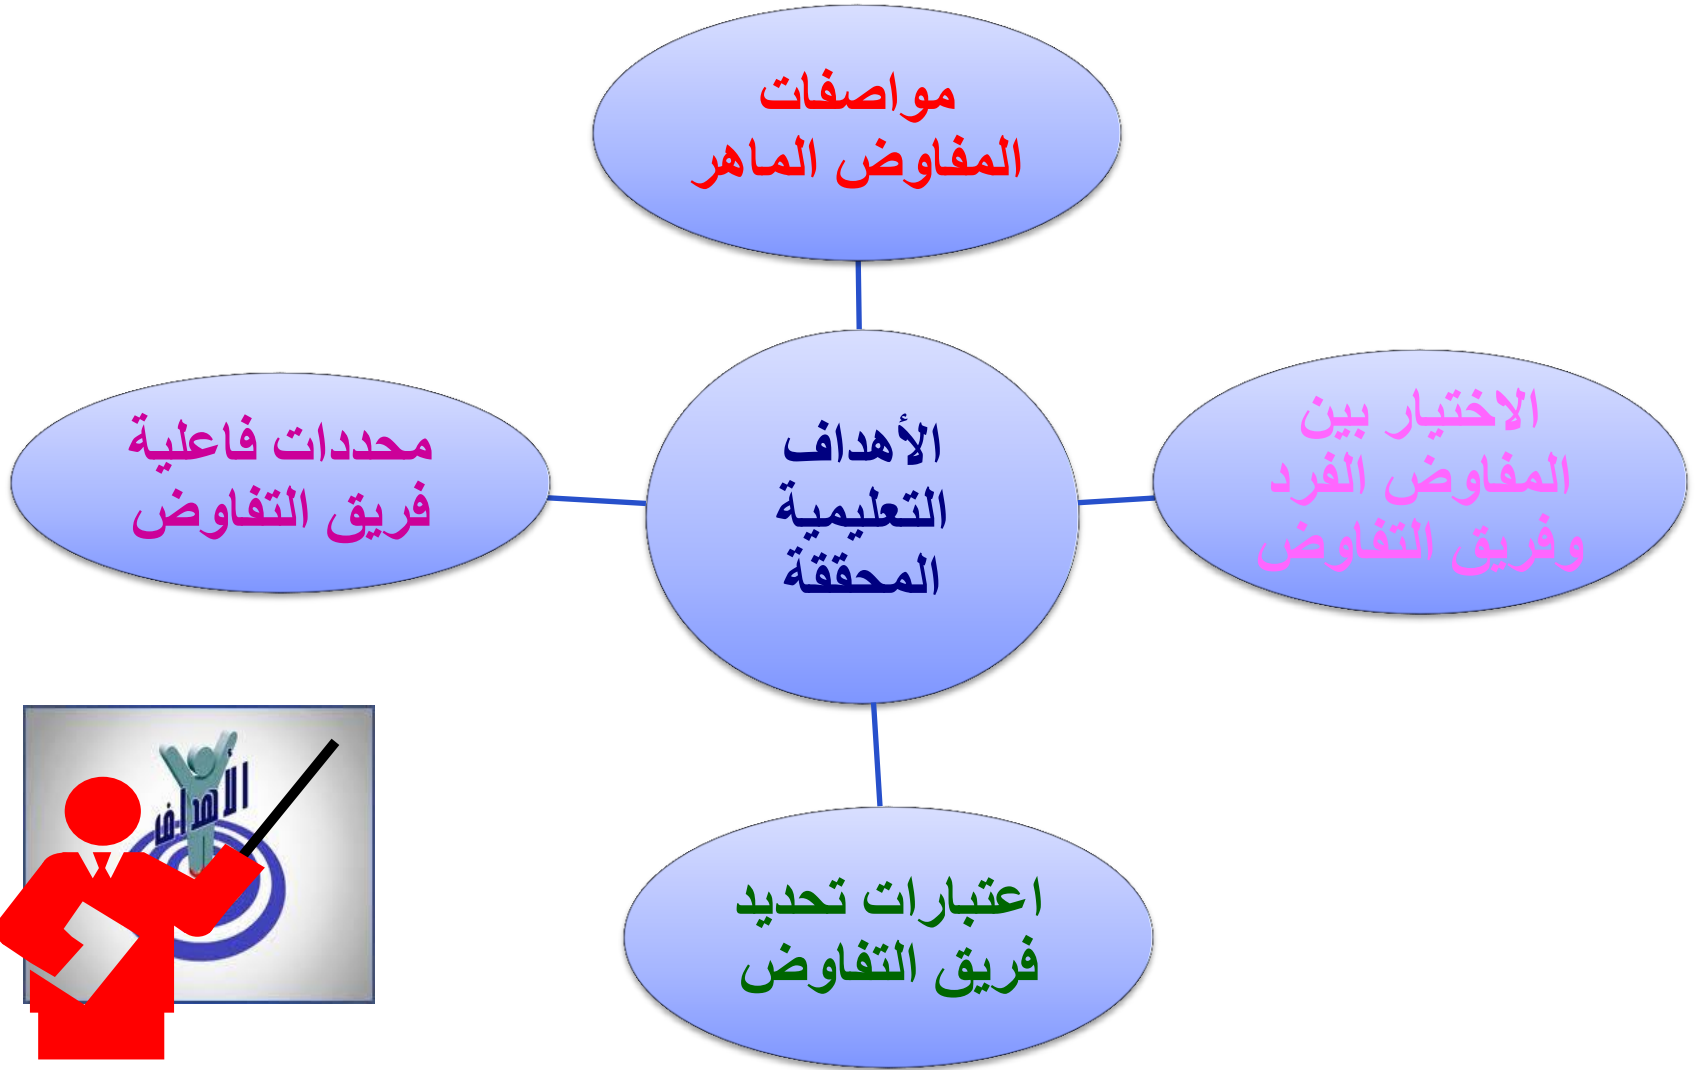 مواصفات
المفاوض الماهر
الاختيار بين
المفاوض الفرد
وفريق التفاوض
الأهداف
التعليمية
المحققة
محددات فاعلية
فريق التفاوض
اعتبارات تحديد
فريق التفاوض
الأهداف